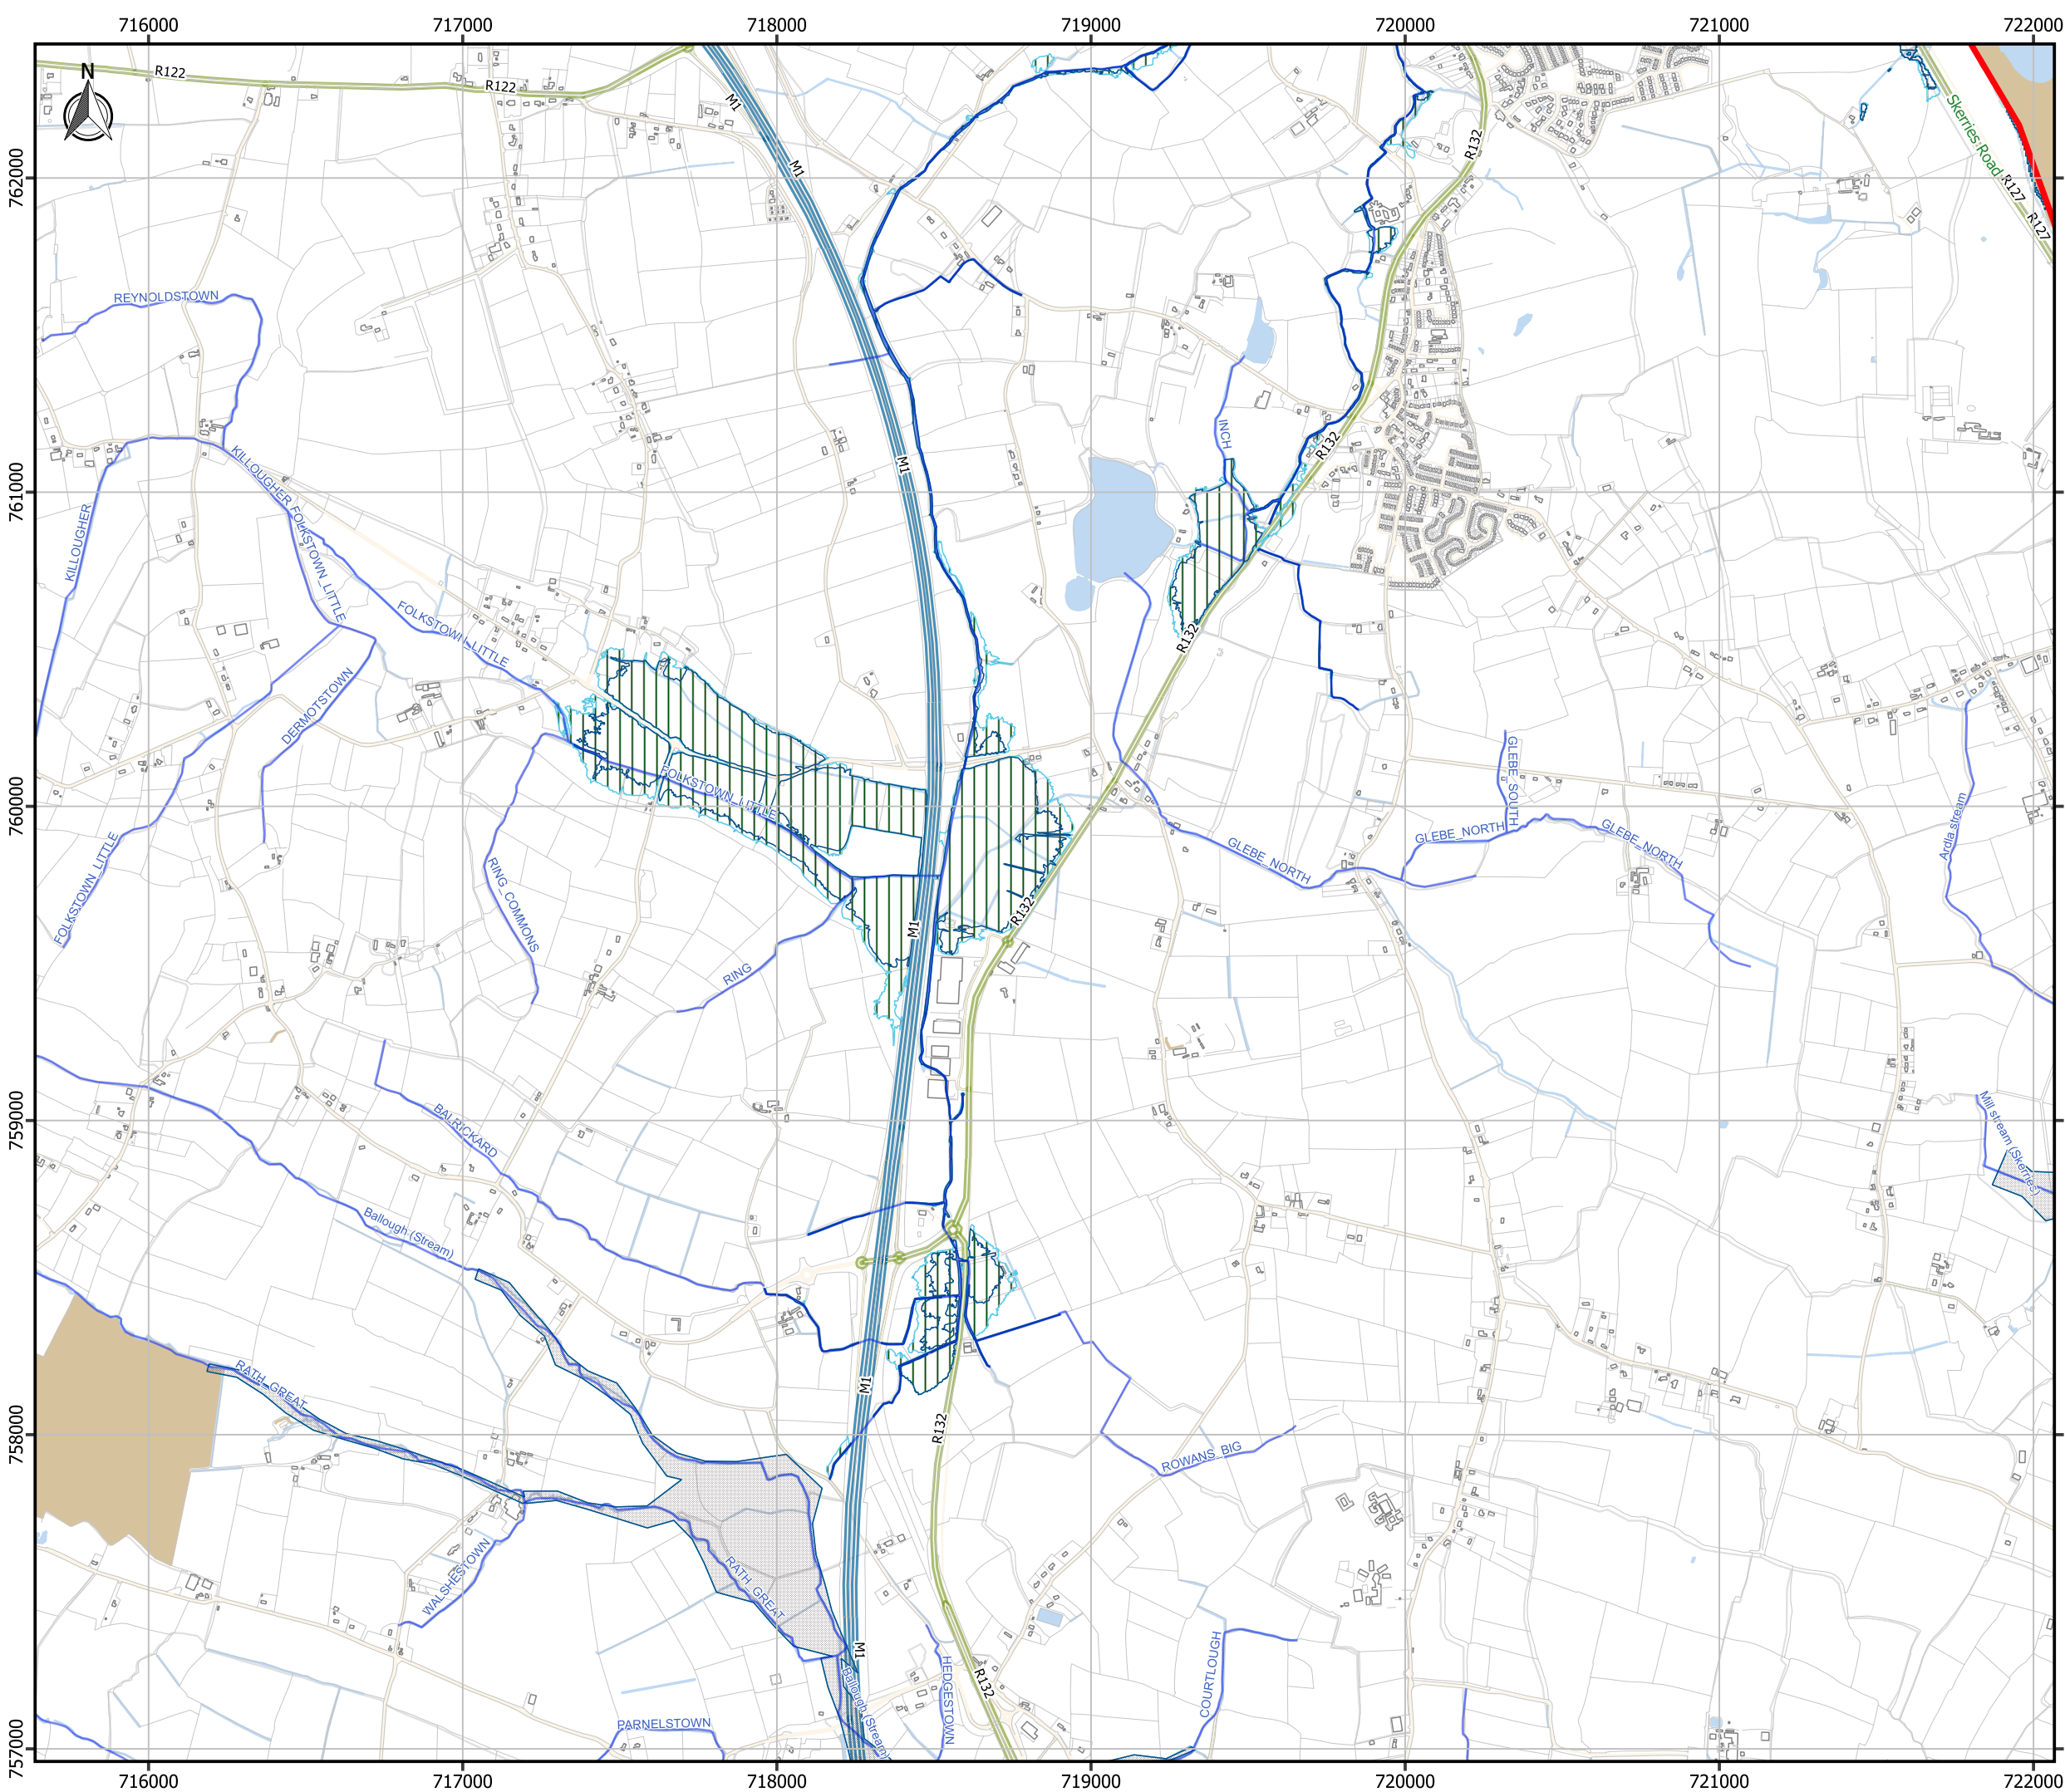 716000 717000 718000 719000 720000 721000 722000
N
R122
R122
M1
M1
R132
Skerries Road
R127
R127
762000
REYNOLDSTOWN
INCH
R132
M1
761000
KILLOUGHER
KILLOUGHER
FOLKSTOWN_LITTLE
FOLKSTOWN_LITTLE
R132
DERMOTSTOWN
FOLKSTOWN_LITTLE
760000
GLEBE SOUTH
GLEBE_NORTH
GLEBE_NORTH
GLEBE_NORTH
Ardla stream
FOLKSTOWN_LITTLE
RING_COMMONS
RING
M1
R132
759000
BALRICKARD
Mill stream (Skerries)
Ballough (Stream)
RATH_GREAT
M1
R132
758000
ROWANS_BIG
WALSHESTOWN
RATH_GREAT
M1
Ballough (Stream)
HEDGESTOWN
R132
COURTLOUGH
PARNELSTOWN
757000
716000 717000 718000 719000 720000 721000 722000